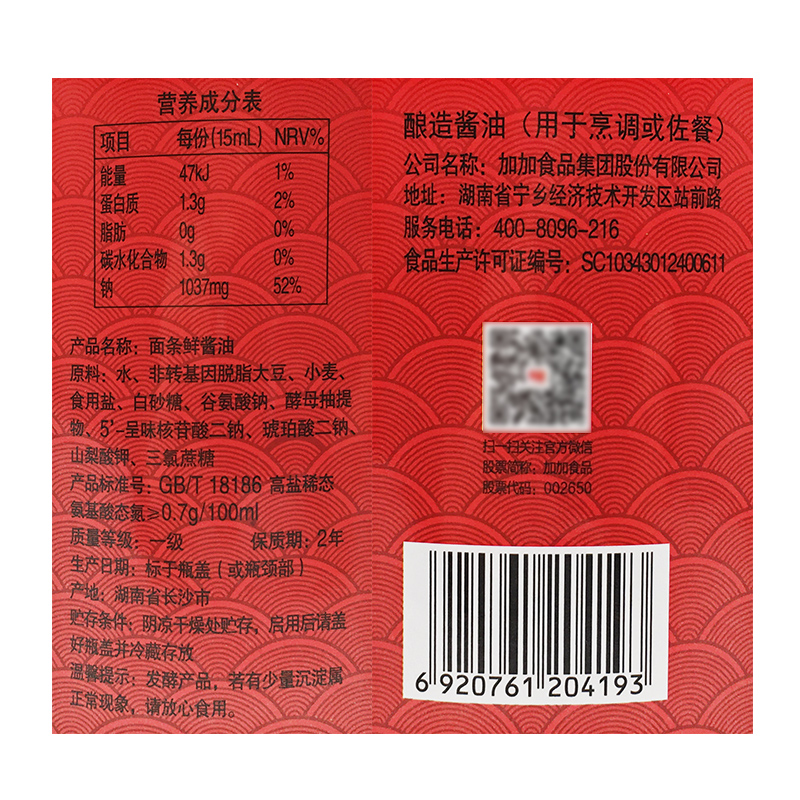 营养成分表
项目 每份(15mL) NRV%
能量 47kJ 1%
蛋白质 1.3g 2%
脂肪 0g 0%
碳水化合物 1.3g 0%
钠 1037mg 52%
产品名称：面条鲜酱油
原料：水、非转基因脱脂大豆、小麦、
食用盐、白砂糖、谷氨酸钠、酵母抽提
物、5'-呈味核苷酸二钠、琥珀酸二钠、
山梨酸钾、三氯蔗糖
产品标准号：GB/T 18186 高盐稀态
氨基酸态氮≥0.7g/100ml
质量等级：一级 保质期：2年
生产日期：标于瓶盖（或瓶颈部）
产地：湖南省长沙市
贮存条件：阴凉干燥处贮存，启用后请盖
好瓶盖并冷藏存放
温馨提示：发酵产品，若有少量沉淀属
正常现象，请放心食用。
酿造酱油（用于烹调或佐餐）
公司名称：加加食品集团股份有限公司
地址：湖南省宁乡经济技术开发区站前路
服务电话：400-8096-216
食品生产许可证编号：SC10343012400611
扫一扫关注官方微信
股票简称：加加食品
股票代码：002650
6 920761 204193